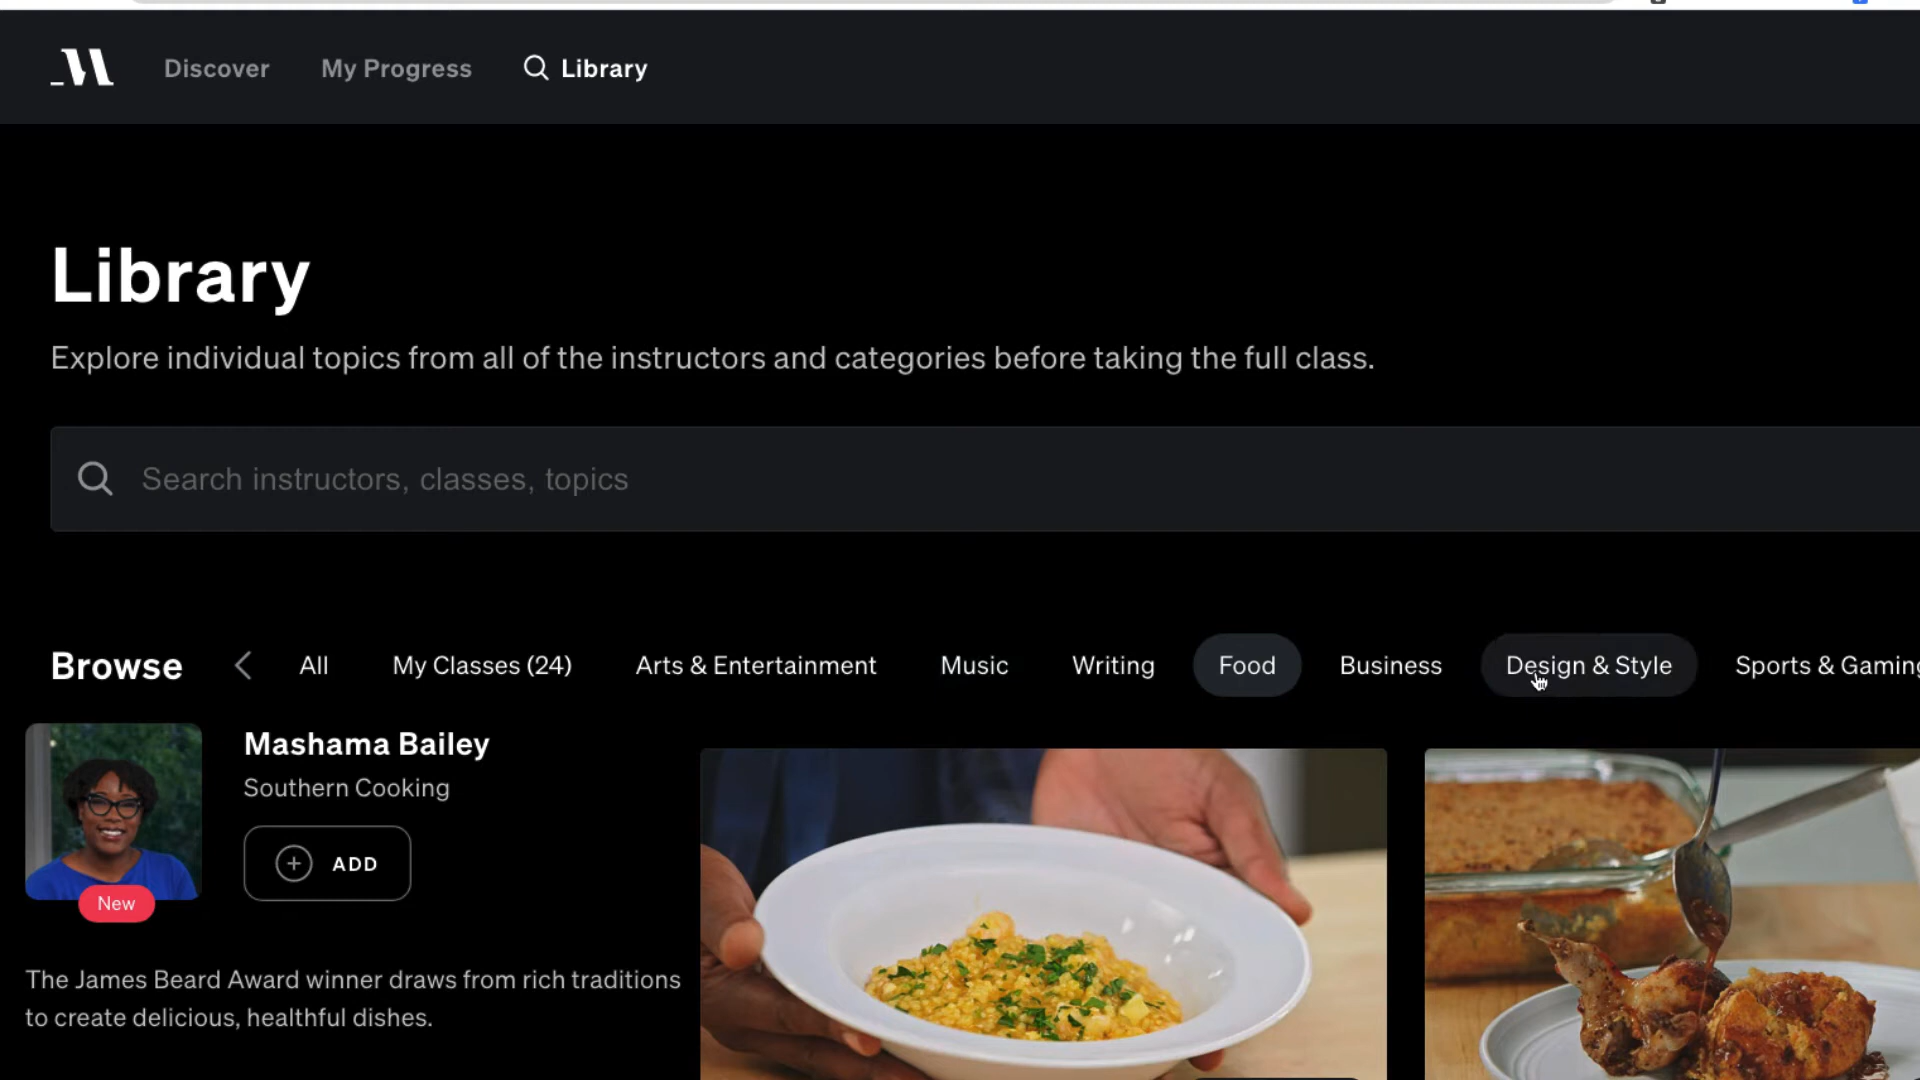 Discover My Progress Library
Library
Explore individual topics from all of the instructors and categories before taking the full class.
Search instructors, classes, topics
Browse All My Classes (24) Arts & Entertainment Music Writing Food Business Design & Style Sports & Gaming
Mashama Bailey
Southern Cooking
ADD
New
The James Beard Award winner draws from rich traditions
to create delicious, healthful dishes.